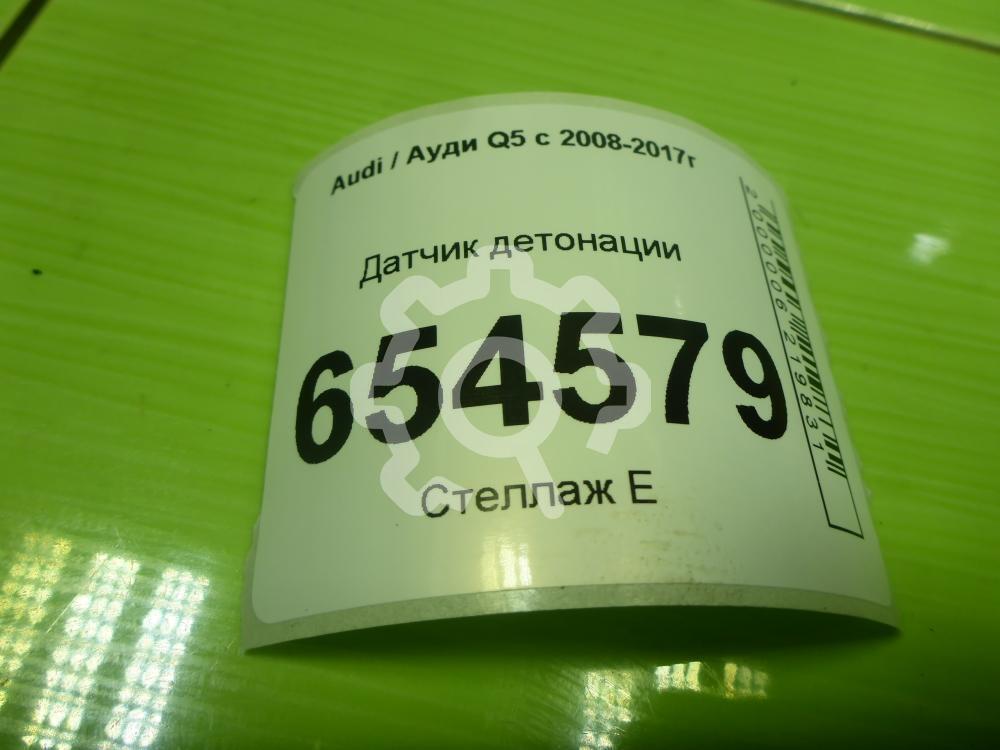 Audi / Ауди Q5 с 2008-2017г
Датчик детонации
654579
Стеллаж Е
2000006219831